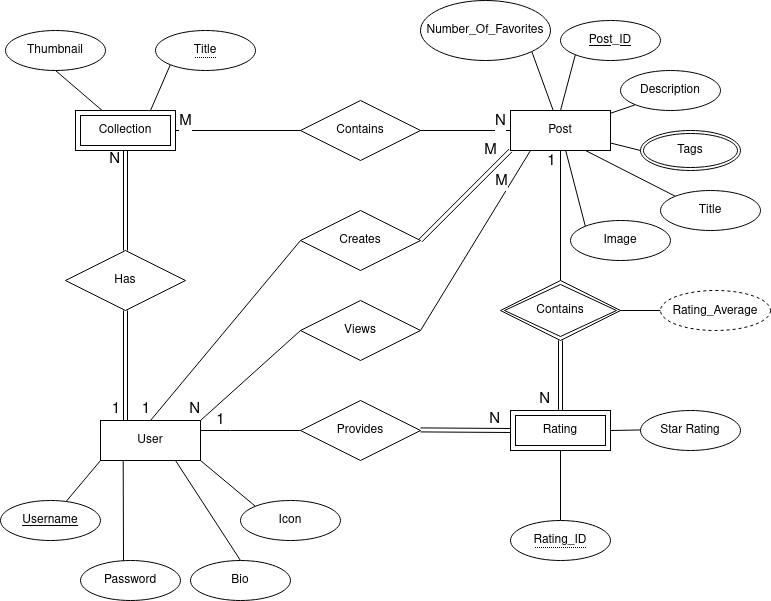 Number_Of_Favorites
Post_ID
Thumbnail
Title
Description
Collection
M
Contains
N
Post
Tags
N
M
M
1
Title
Creates
Image
Has
Views
Contains
Rating_Average
1
1
N
1
N
N
User
Provides
Rating
Star Rating
Username
Icon
Rating_ID
Password
Bio